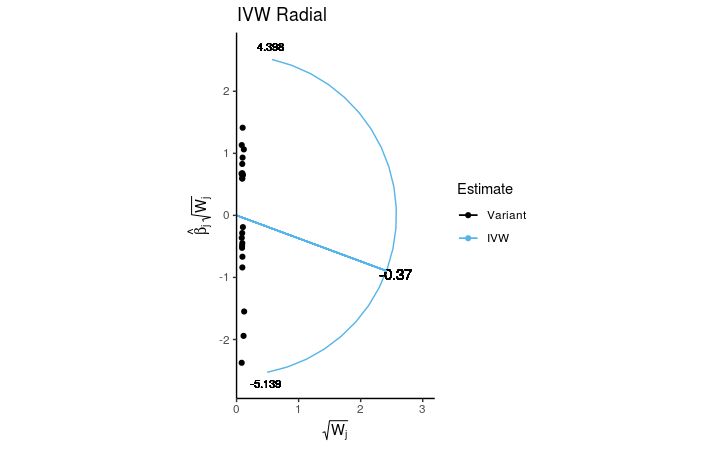 IVW Radial
4.398
2
1
0
-1
-2
β̂ⱼ√Wⱼ
-0.37
-5.139
0 1 2 3
√Wⱼ
Estimate
Variant
IVW